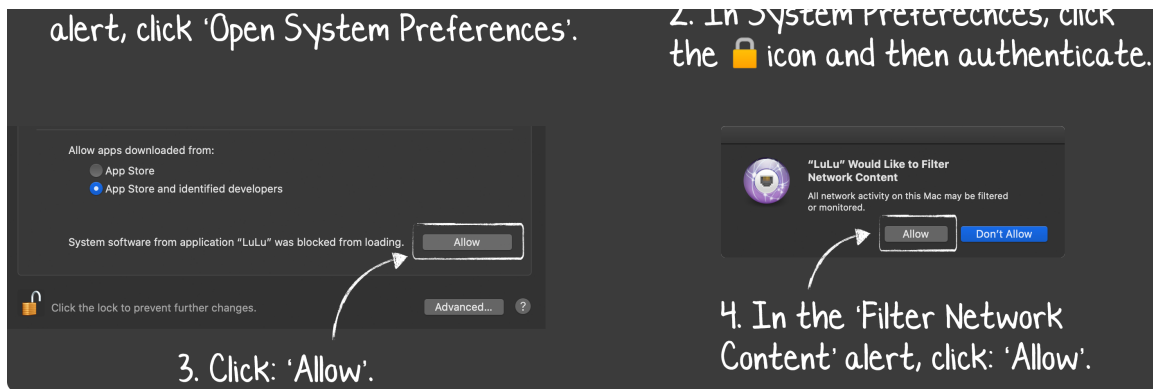 alert, click 'Open System Preferences'.
2. In System Preferecnces, click
the 🔒 icon and then authenticate.
Allow apps downloaded from:
App Store
App Store and identified developers
System software from application "LuLu" was blocked from loading.
Allow
Click the lock to prevent further changes.
Advanced...
?
3. Click: 'Allow'.
"LuLu" Would Like to Filter
Network Content
All network activity on this Mac may be filtered
or monitored.
Allow
Don't Allow
4. In the 'Filter Network
Content' alert, click: 'Allow'.